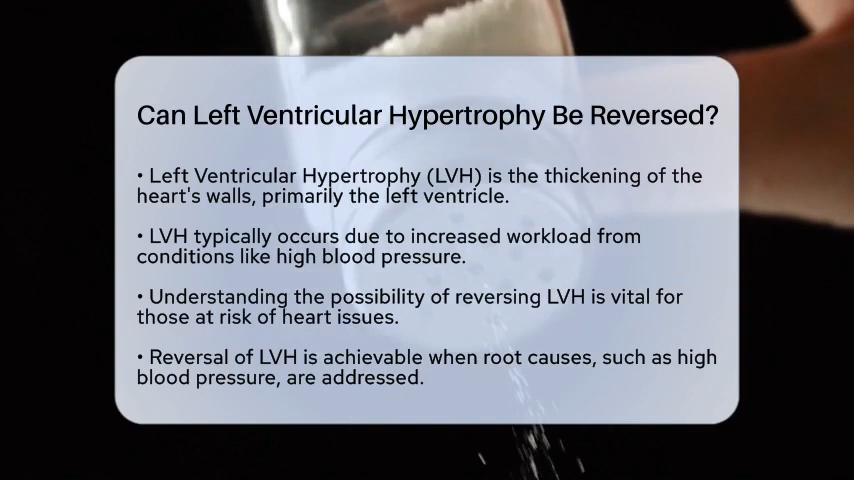 Can Left Ventricular Hypertrophy Be Reversed?
• Left Ventricular Hypertrophy (LVH) is the thickening of the
heart's walls, primarily the left ventricle.
• LVH typically occurs due to increased workload from
conditions like high blood pressure.
• Understanding the possibility of reversing LVH is vital for
those at risk of heart issues.
• Reversal of LVH is achievable when root causes, such as high
blood pressure, are addressed.